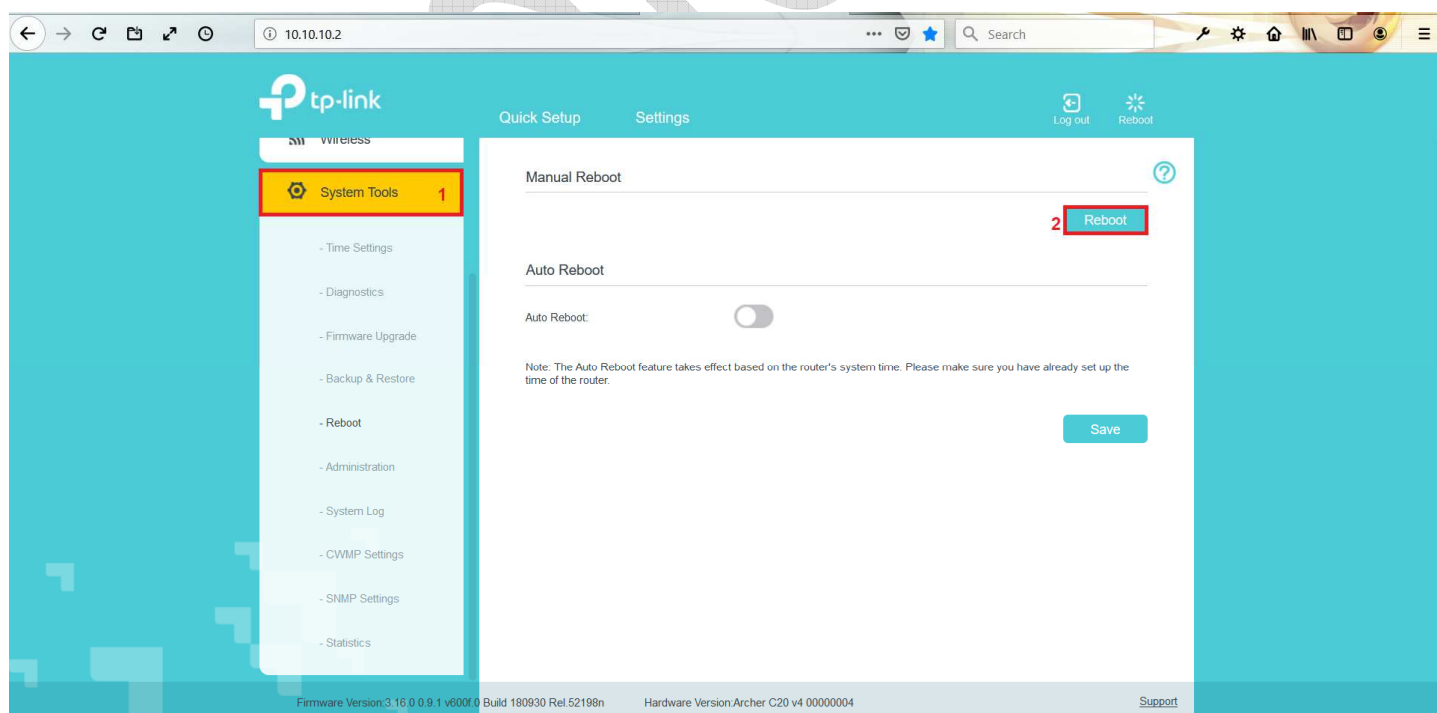 10.10.10.2
Search
tp-link
Quick Setup
Settings
Log out
Reboot
Wireless
System Tools
1
- Time Settings
- Diagnostics
- Firmware Upgrade
- Backup & Restore
- Reboot
- Administration
- System Log
- CWMP Settings
- SNMP Settings
- Statistics
Manual Reboot
2
Reboot
Auto Reboot
Auto Reboot:
Note: The Auto Reboot feature takes effect based on the router's system time. Please make sure you have already set up the
time of the router.
Save
Firmware Version:3.16.0 0.9.1 v600f.0 Build 180930 Rel.52198n
Hardware Version:Archer C20 v4 00000004
Support